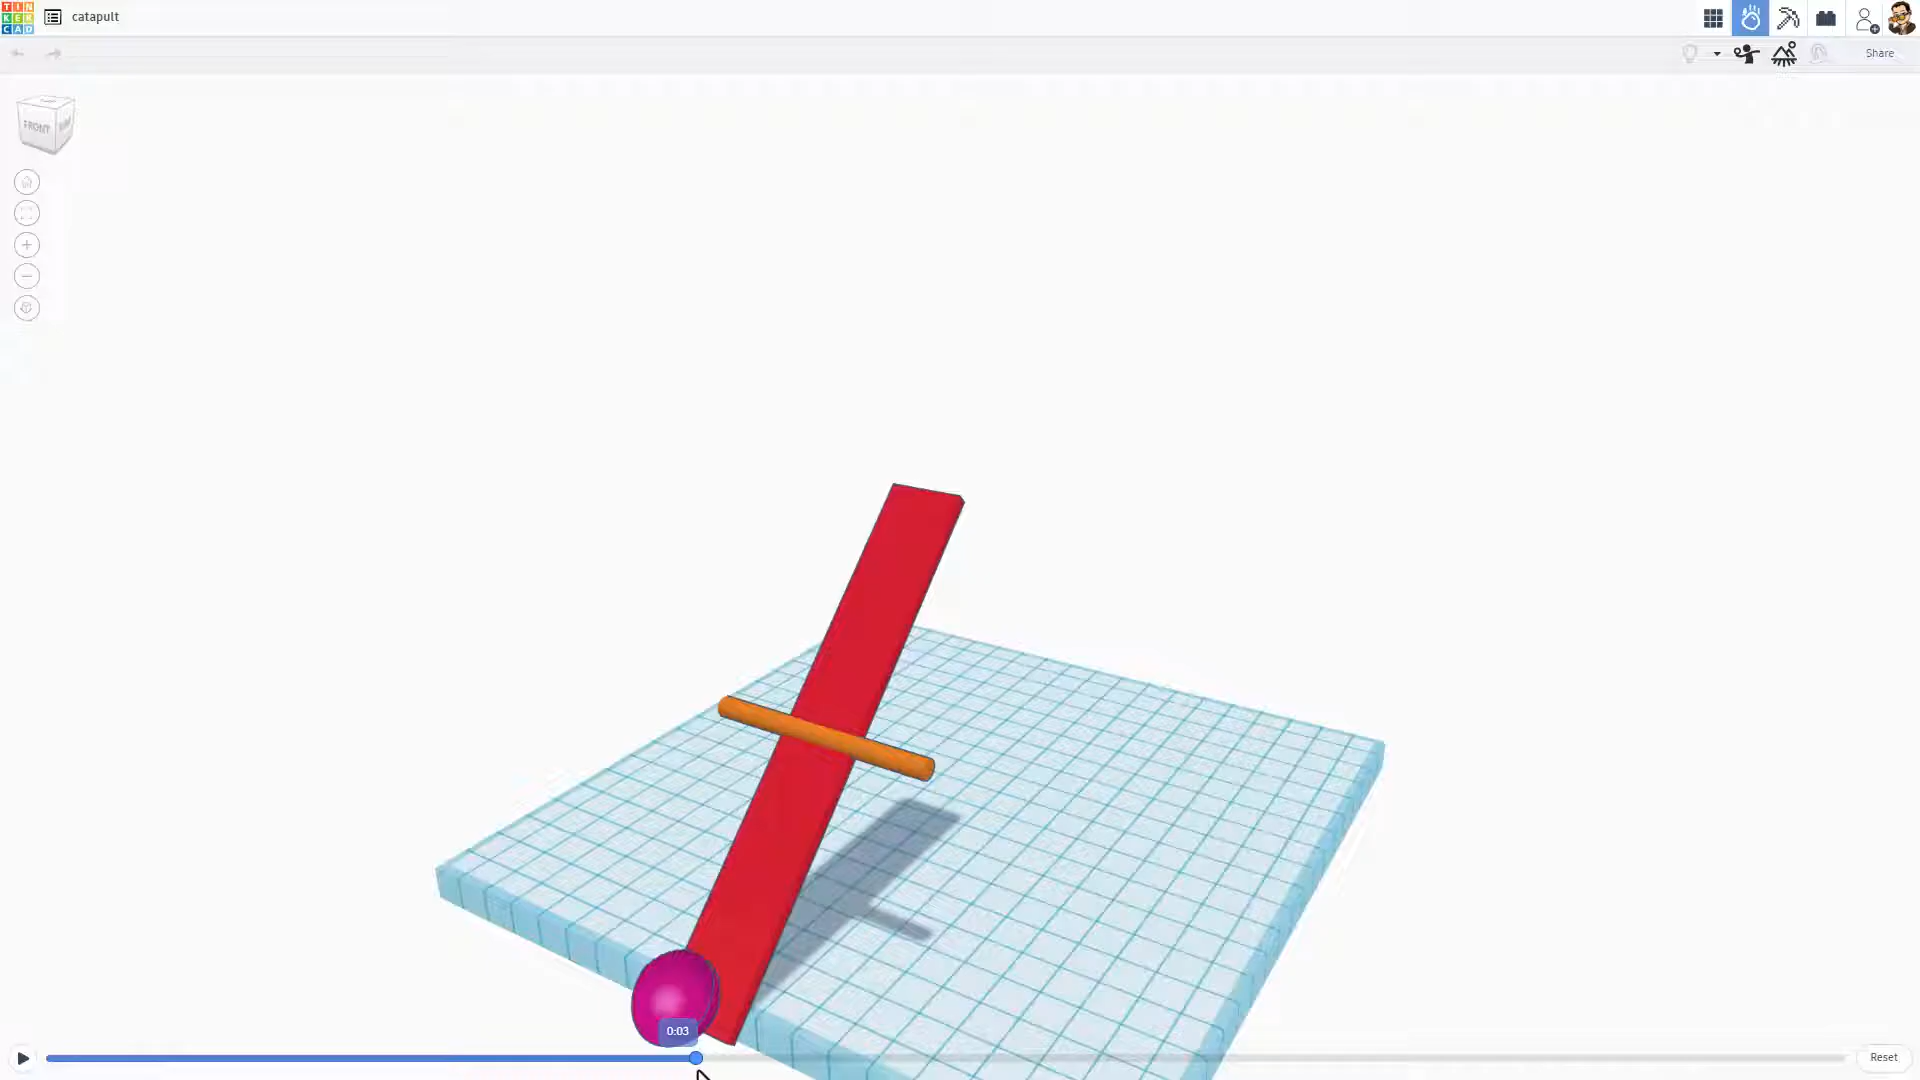 TIN
KER
CAD
catapult
Share
FRONT
0:03
Reset